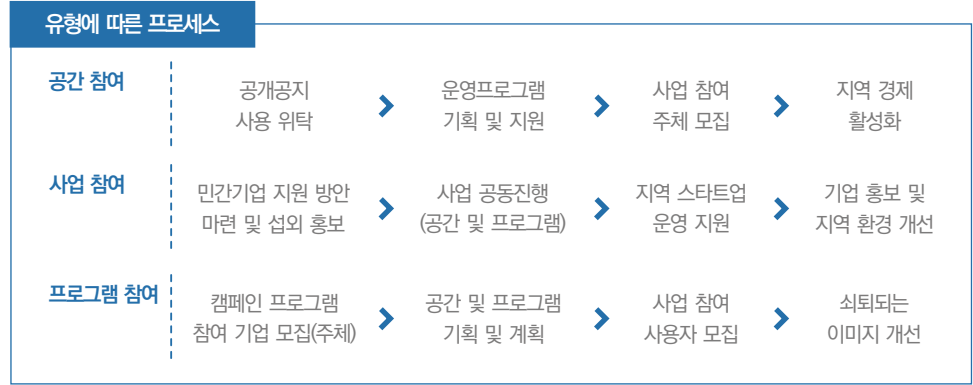 유형에 따른 프로세스
공간 참여
공개공지
사용 위탁
운영프로그램
기획 및 지원
사업 참여
주체 모집
지역 경제
활성화
사업 참여
민간기업 지원 방안
마련 및 섭외 홍보
사업 공동진행
(공간 및 프로그램)
지역 스타트업
운영 지원
기업 홍보 및
지역 환경 개선
프로그램 참여
캠페인 프로그램
참여 기업 모집(주체)
공간 및 프로그램
기획 및 계획
사업 참여
사용자 모집
쇠퇴되는
이미지 개선